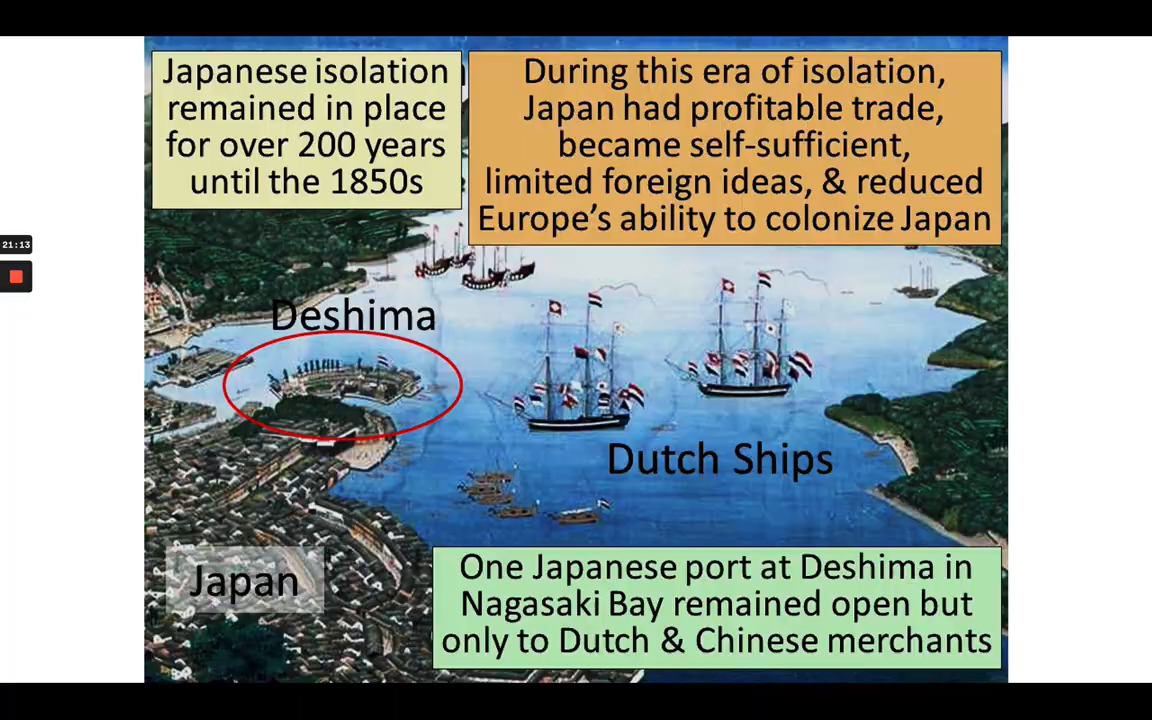 Japanese isolation
remained in place
for over 200 years
until the 1850s
During this era of isolation,
Japan had profitable trade,
became self-sufficient,
limited foreign ideas, & reduced
Europe's ability to colonize Japan
21:13
Deshima
Dutch Ships
Japan
One Japanese port at Deshima in
Nagasaki Bay remained open but
only to Dutch & Chinese merchants